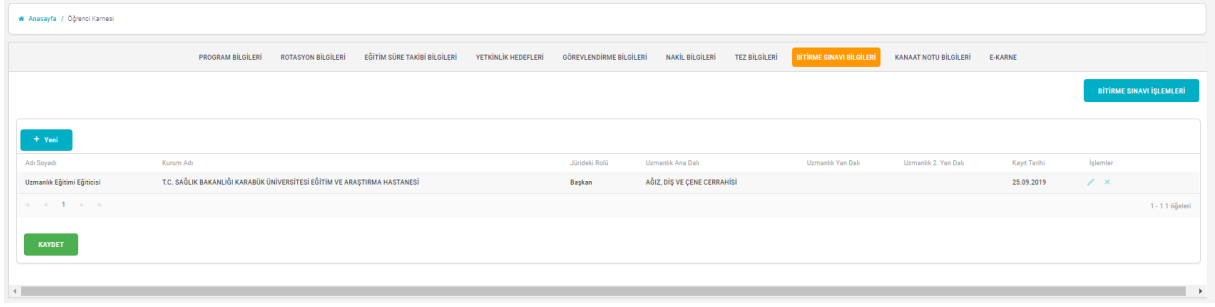 Anasayfa / Öğrenci Karnesi
PROGRAM BİLGİLERİ ROTASYON BİLGİLERİ EĞİTİM SÜRE TAKİBİ BİLGİLERİ YETKİNLİK HEDEFLERİ GÖREVLENDİRME BİLGİLERİ NAKİL BİLGİLERİ TEZ BİLGİLERİ BİTİRME SINAVI BİLGİLERİ KANAAT NOTU BİLGİLERİ E-KARNE
BİTİRME SINAVI İŞLEMLERİ
+ Yeni
Adı Soyadı Kurum Adı Jürideki Rolü Uzmanlık Ana Dalı Uzmanlık Yan Dalı Uzmanlık 2. Yan Dalı Kayıt Tarihi İşlemler
Uzmanlık Eğitimi Eğiticisi T.C. SAĞLIK BAKANLIĞI KARABÜK ÜNİVERSİTESİ EĞİTİM VE ARAŞTIRMA HASTANESİ Başkan AĞIZ, DİŞ VE ÇENE CERRAHİSİ 25.09.2019
1 1 - 1 1 öğeleri
KAYDET